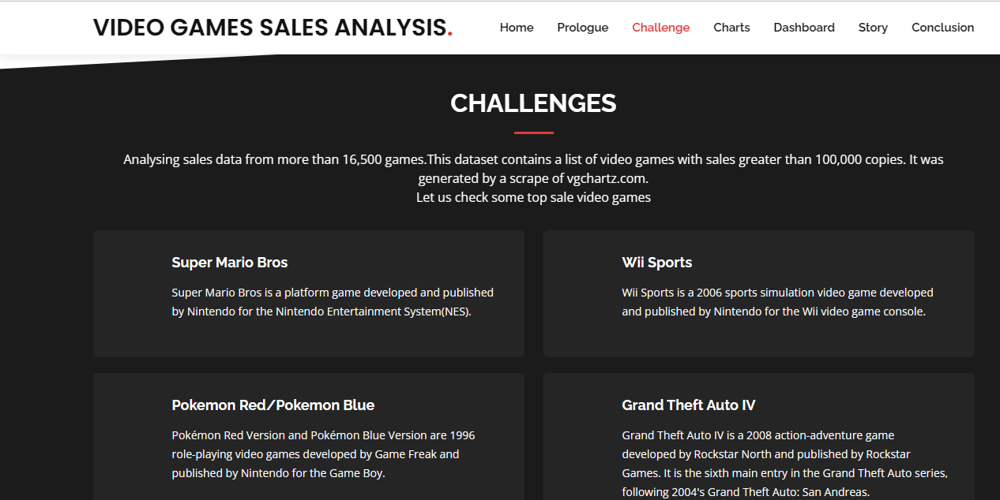 VIDEO GAMES SALES ANALYSIS.
Home Prologue Challenge Charts Dashboard Story Conclusion
CHALLENGES
Analysing sales data from more than 16,500 games.This dataset contains a list of video games with sales greater than 100,000 copies. It was
generated by a scrape of vgchartz.com.
Let us check some top sale video games
Super Mario Bros
Super Mario Bros is a platform game developed and published
by Nintendo for the Nintendo Entertainment System(NES).
Wii Sports
Wii Sports is a 2006 sports simulation video game developed
and published by Nintendo for the Wii video game console.
Pokemon Red/Pokemon Blue
Pokémon Red Version and Pokémon Blue Version are 1996
role-playing video games developed by Game Freak and
published by Nintendo for the Game Boy.
Grand Theft Auto IV
Grand Theft Auto IV is a 2008 action-adventure game
developed by Rockstar North and published by Rockstar
Games. It is the sixth main entry in the Grand Theft Auto series,
following 2004's Grand Theft Auto: San Andreas.